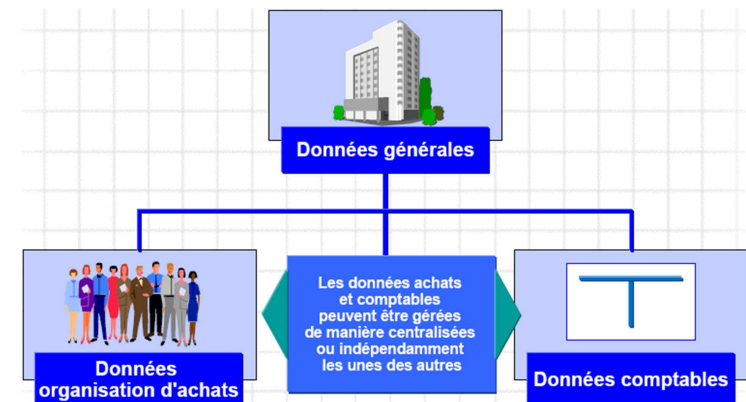 Données générales
Les données achats
et comptables
peuvent être gérées
de manière centralisées
ou indépendamment
les unes des autres
Données
organisation d'achats
Données comptables